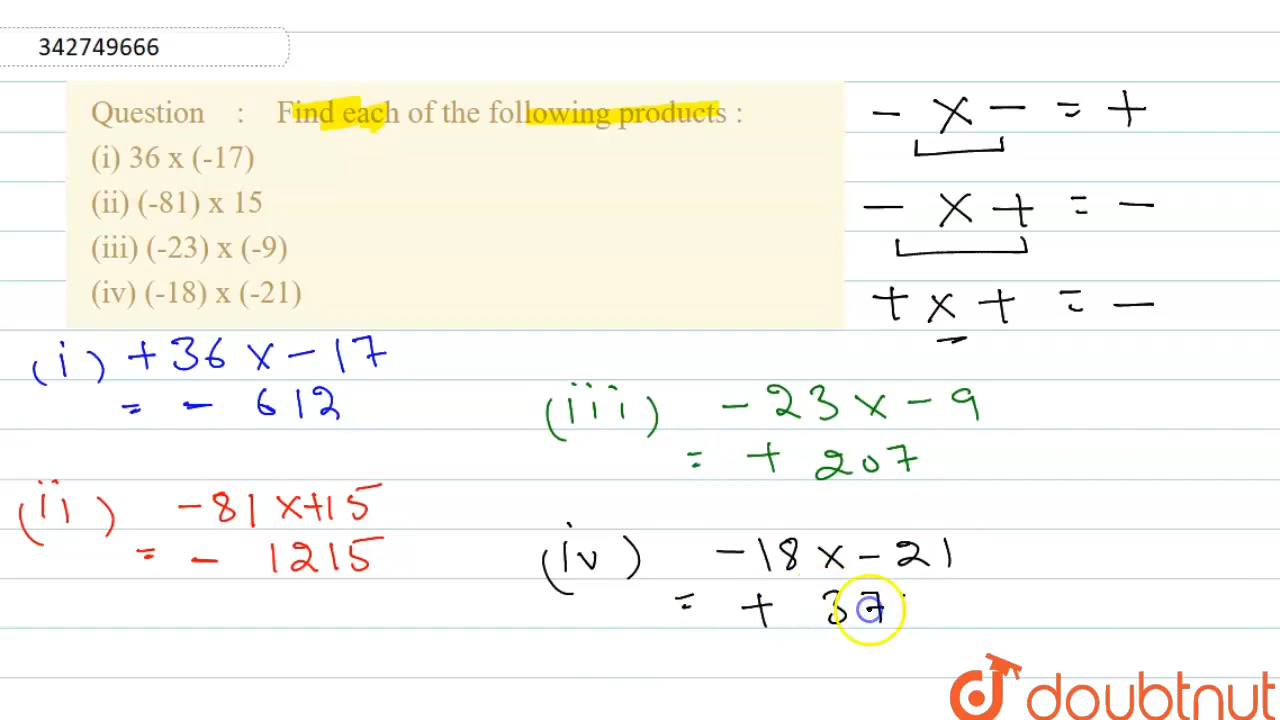 342749666
Question : Find each of the following products :
(i) 36 x (-17)
(ii) (-81) x 15
(iii) (-23) x (-9)
(iv) (-18) x (-21)
- x - = +
- x + = -
+ x + = -
(i) + 36 x - 17
= - 612
(ii) - 81 x + 15
= - 1215
(iii) - 23 x - 9
= + 207
(iv) - 18 x - 21
= + 37
doubtnut